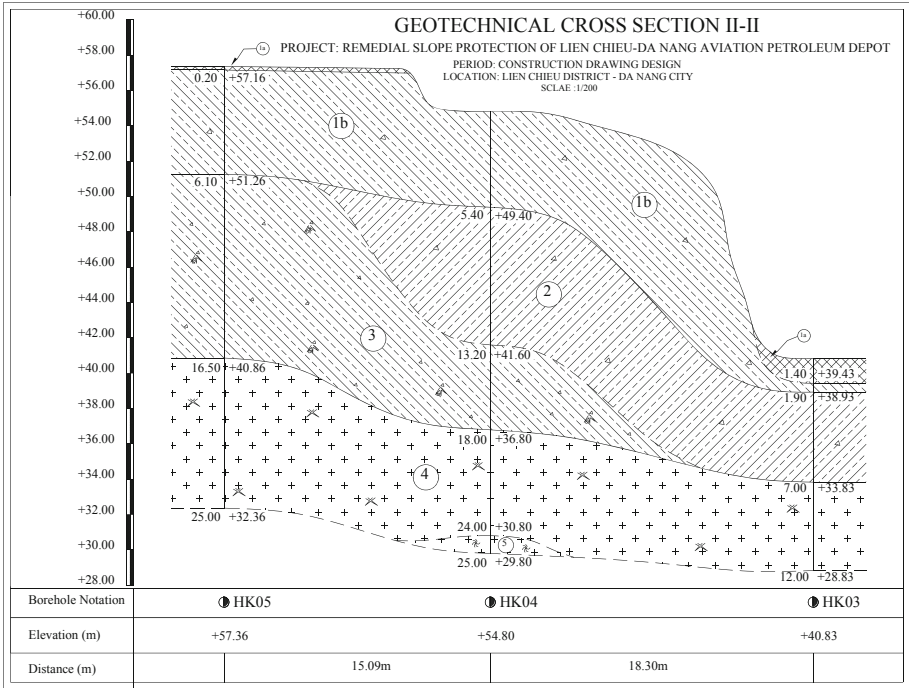 GEOTECHNICAL CROSS SECTION II-II
PROJECT: REMEDIAL SLOPE PROTECTION OF LIEN CHIEU-DA NANG AVIATION PETROLEUM DEPOT
PERIOD: CONSTRUCTION DRAWING DESIGN
LOCATION: LIEN CHIEU DISTRICT - DA NANG CITY
SCLAE :1/200
+60.00
+58.00
+56.00
+54.00
+52.00
+50.00
+48.00
+46.00
+44.00
+42.00
+40.00
+38.00
+36.00
+34.00
+32.00
+30.00
+28.00
1a
0.20 +57.16
1b
6.10 +51.26
5.40 +49.40
1b
2
3
1a
13.20 +41.60
16.50 +40.86
1.40 +39.43
1.90 +38.93
18.00 +36.80
4
7.00 +33.83
25.00 +32.36
24.00 +30.80
5
25.00 +29.80
12.00 +28.83
Borehole Notation HK05 HK04 HK03
Elevation (m) +57.36 +54.80 +40.83
Distance (m) 15.09m 18.30m